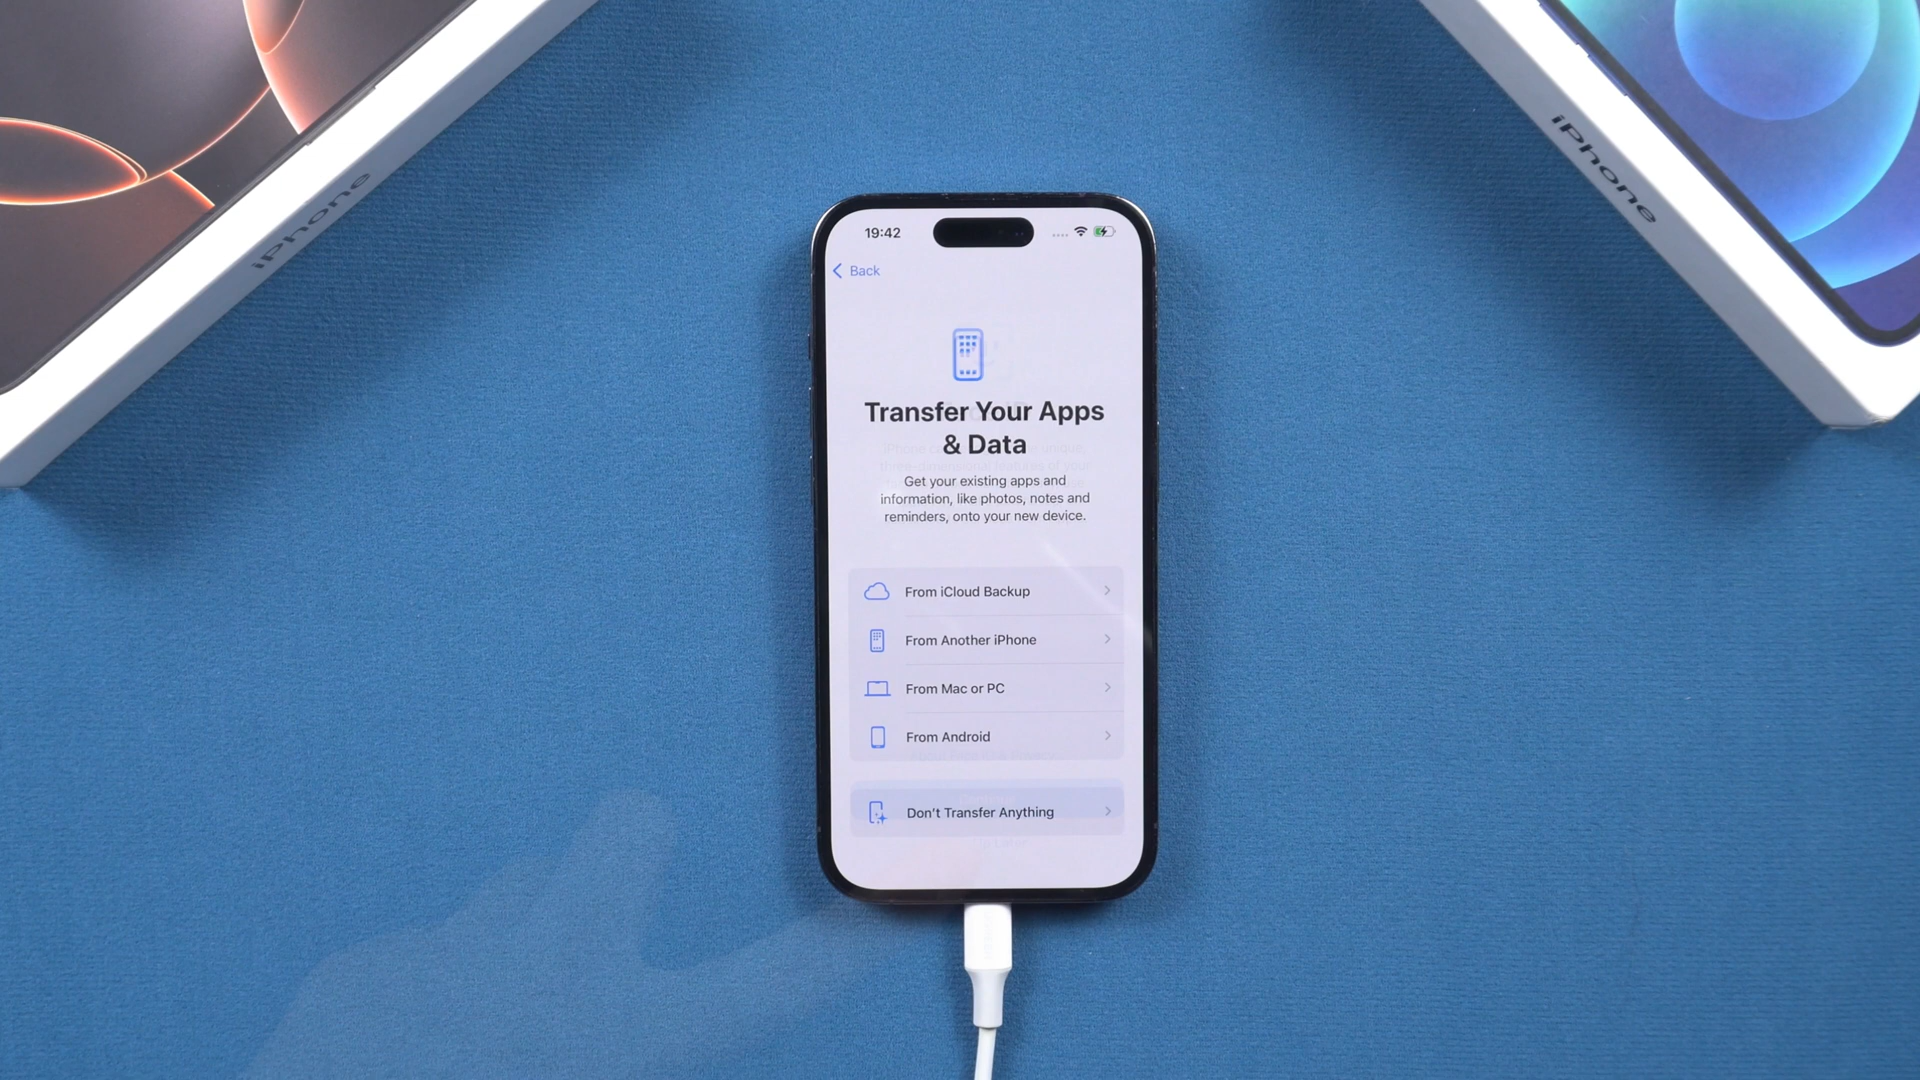 iPhone
iPhone
19:42
Back
Transfer Your Apps
& Data
Get your existing apps and
information, like photos, notes and
reminders, onto your new device.
From iCloud Backup
From Another iPhone
From Mac or PC
From Android
Don't Transfer Anything